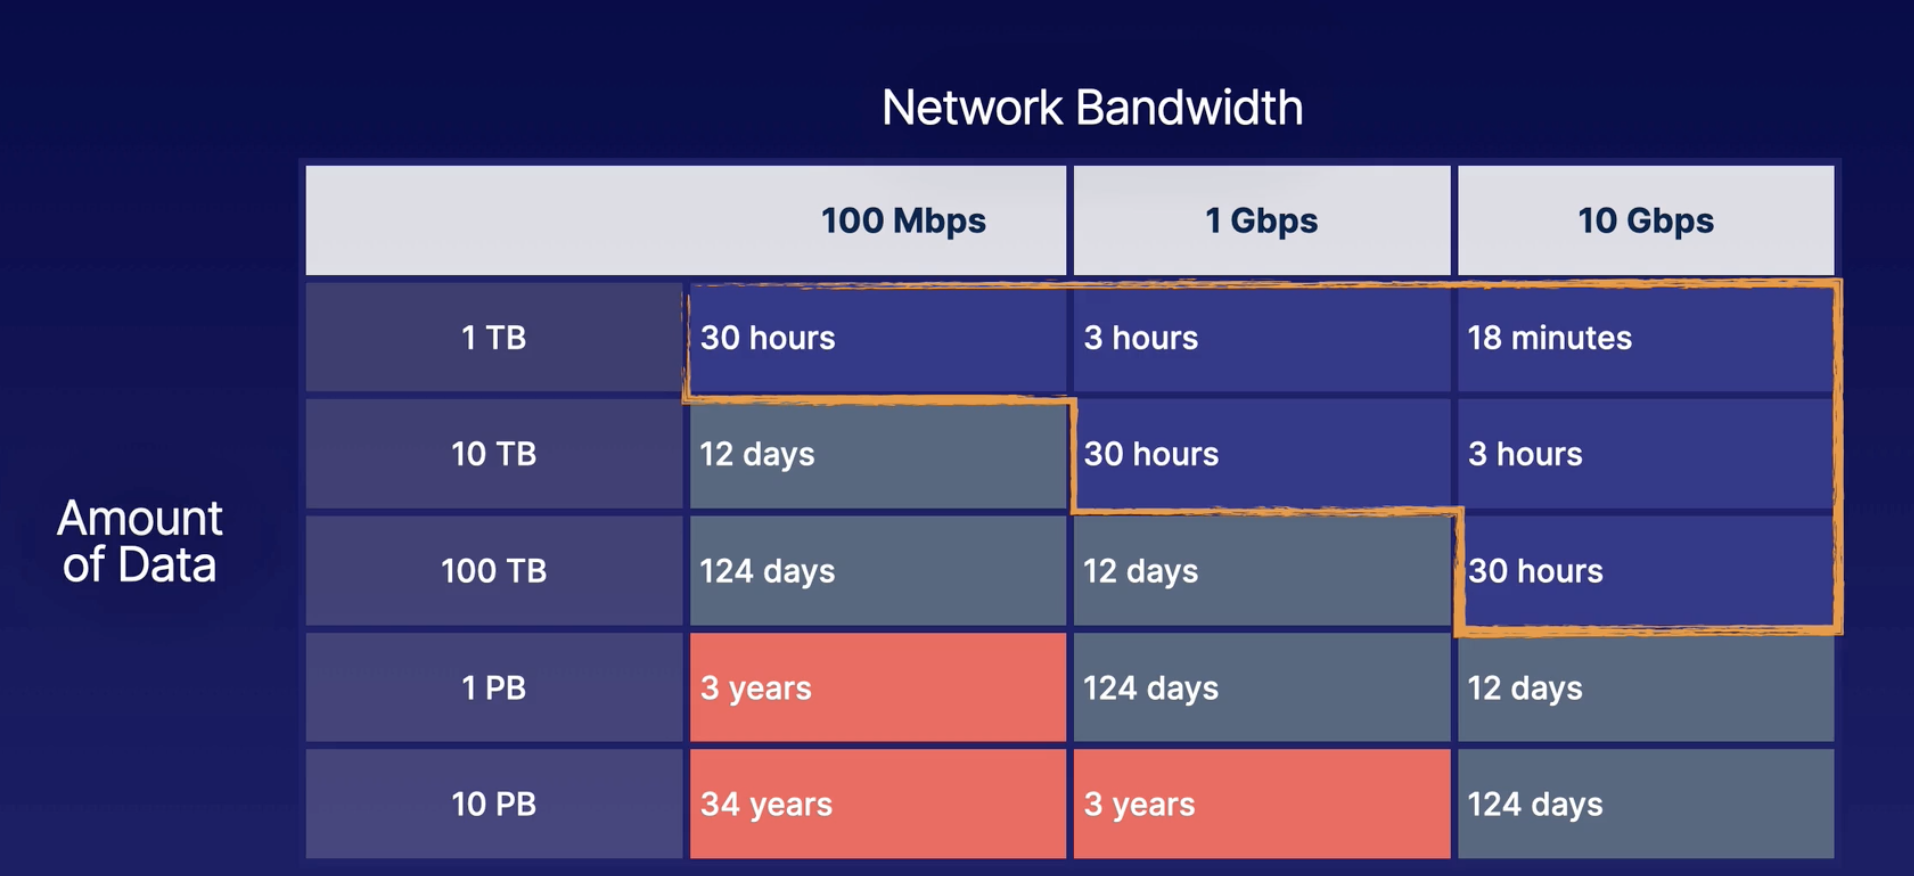 Network Bandwidth
100 Mbps 1 Gbps 10 Gbps
1 TB 30 hours 3 hours 18 minutes
10 TB 12 days 30 hours 3 hours
Amount
of Data
100 TB 124 days 12 days 30 hours
1 PB 3 years 124 days 12 days
10 PB 34 years 3 years 124 days